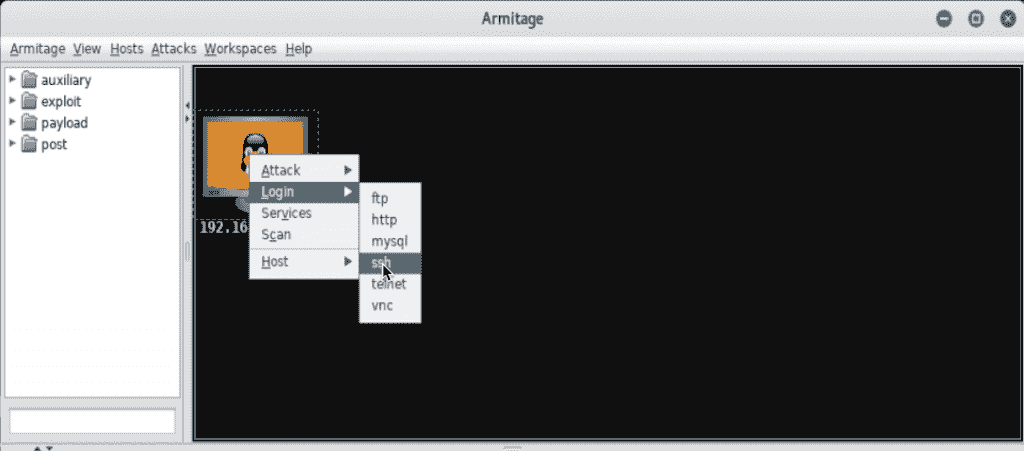 Armitage
Armitage View Hosts Attacks Workspaces Help
auxiliary
exploit
payload
post
Attack
Login
Services
Scan
Host
ftp
http
mysql
ssh
telnet
vnc
192.16